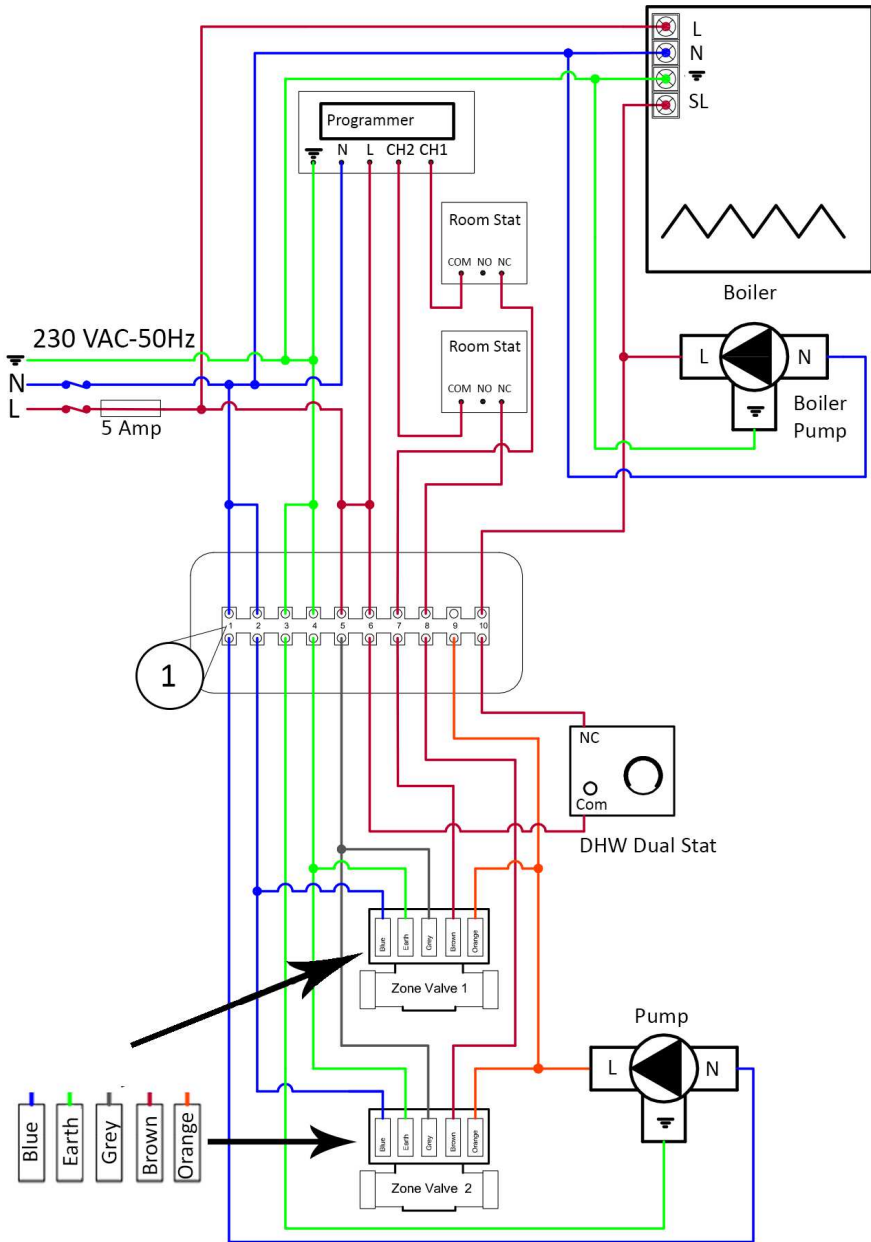 L
N
SL
Boiler
Programmer
N L CH2 CH1
Room Stat
COM NO NC
Room Stat
COM NO NC
230 VAC-50Hz
N
L
5 Amp
L N
Boiler
Pump
1 2 3 4 5 6 7 8 9 10
1
NC
Com
DHW Dual Stat
Blue Earth Grey Brown Orange
Zone Valve 1
Pump
L N
Blue Earth Grey Brown Orange
Blue Earth Grey Brown Orange
Zone Valve 2